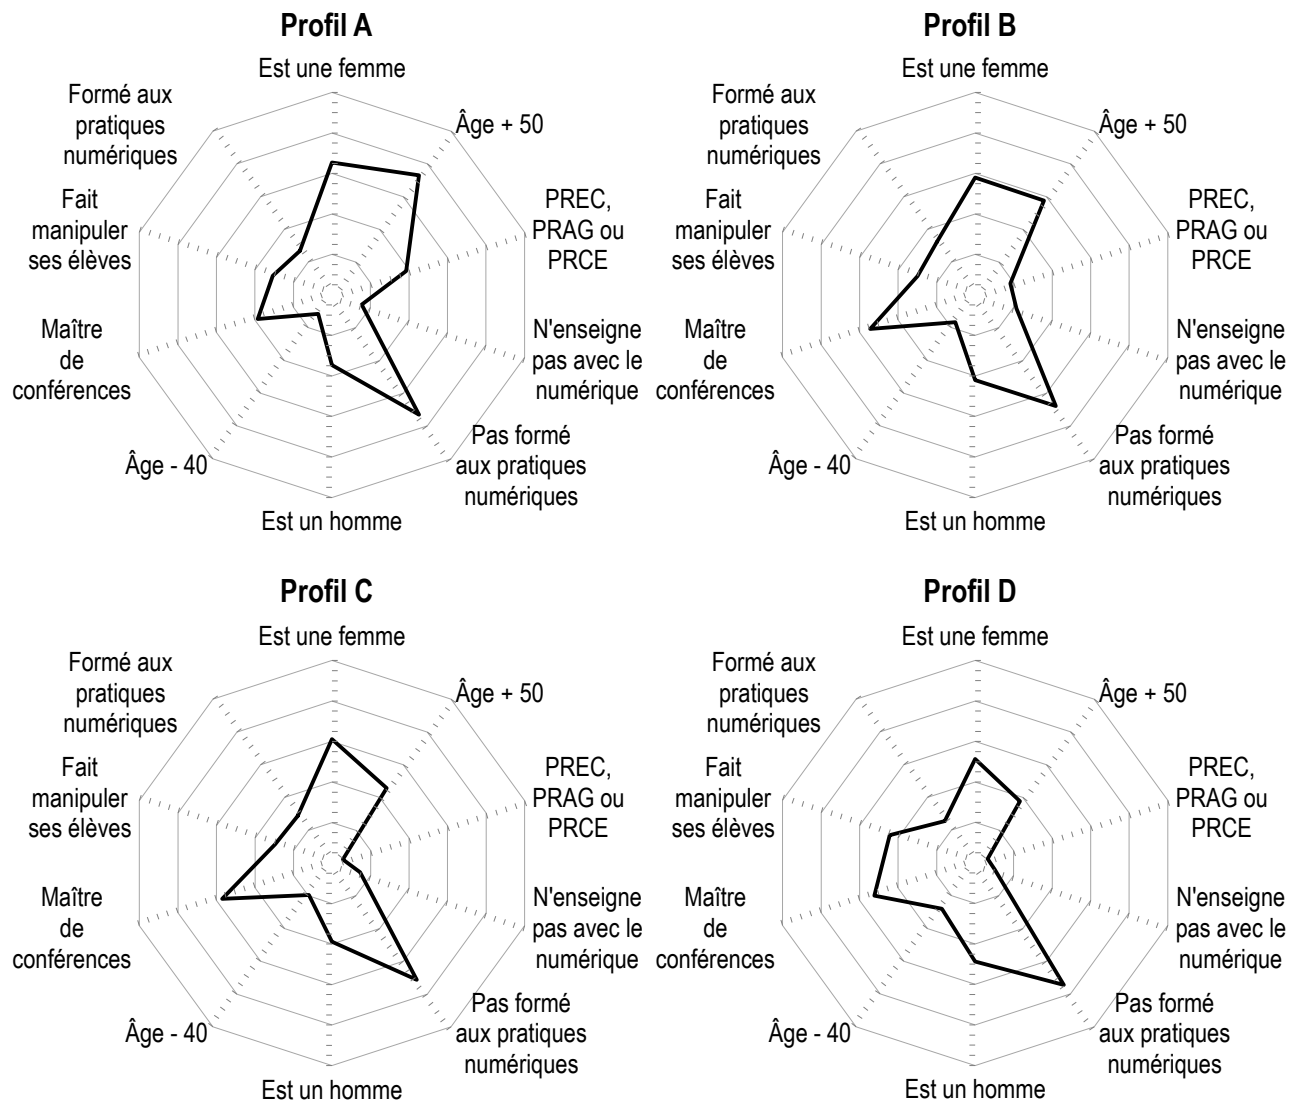 Profil A
Est une femme
Âge + 50
PREC,
PRAG ou
PRCE
N'enseigne
pas avec le
numérique
Pas formé
aux pratiques
numériques
Est un homme
Âge - 40
Maître
de
conférences
Fait
manipuler
ses élèves
Formé aux
pratiques
numériques
Profil B
Est une femme
Âge + 50
PREC,
PRAG ou
PRCE
N'enseigne
pas avec le
numérique
Pas formé
aux pratiques
numériques
Est un homme
Âge - 40
Maître
de
conférences
Fait
manipuler
ses élèves
Formé aux
pratiques
numériques
Profil C
Est une femme
Âge + 50
PREC,
PRAG ou
PRCE
N'enseigne
pas avec le
numérique
Pas formé
aux pratiques
numériques
Est un homme
Âge - 40
Maître
de
conférences
Fait
manipuler
ses élèves
Formé aux
pratiques
numériques
Profil D
Est une femme
Âge + 50
PREC,
PRAG ou
PRCE
N'enseigne
pas avec le
numérique
Pas formé
aux pratiques
numériques
Est un homme
Âge - 40
Maître
de
conférences
Fait
manipuler
ses élèves
Formé aux
pratiques
numériques